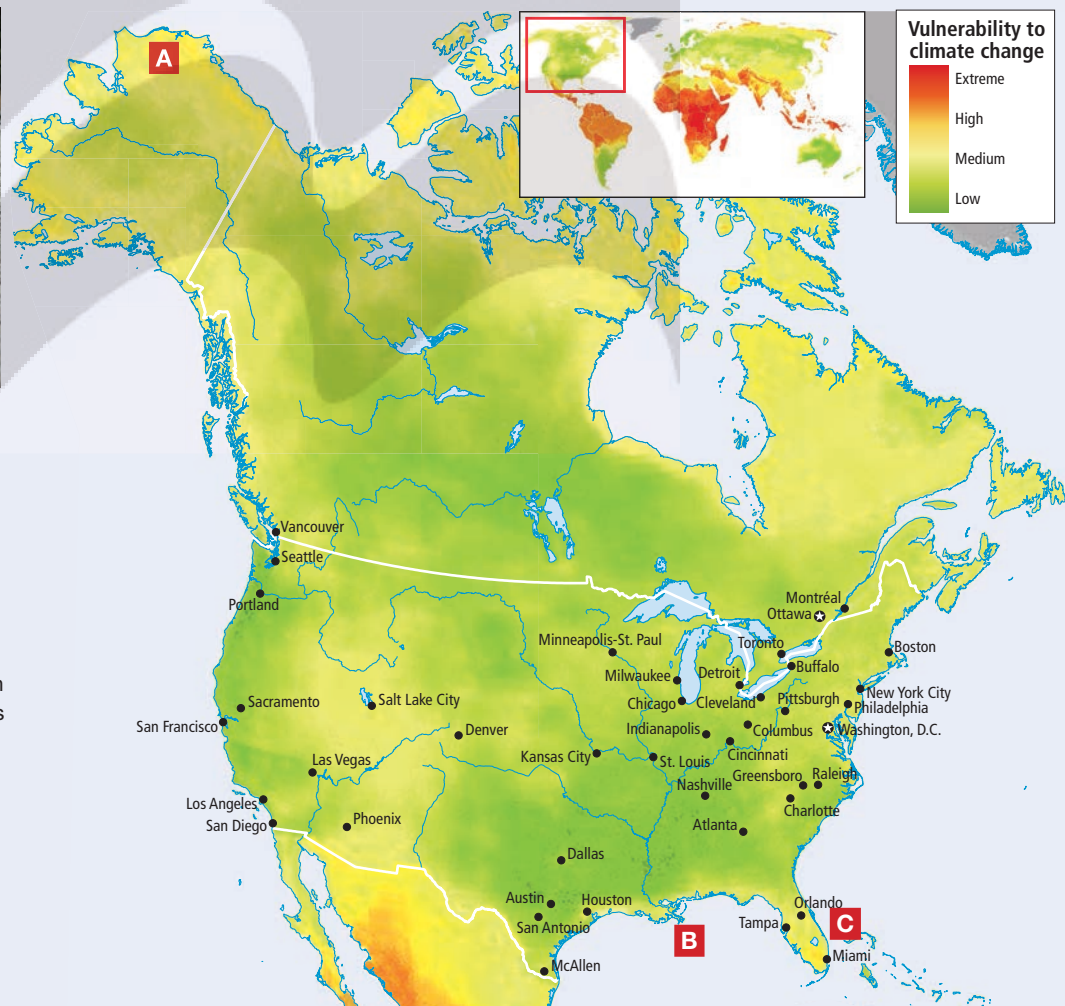 A
Vulnerability to
climate change
Extreme
High
Medium
Low
Vancouver
Seattle
Portland
Montréal
Ottawa
Minneapolis-St. Paul
Toronto
Boston
Buffalo
Milwaukee
Detroit
n
s
Sacramento
Salt Lake City
Chicago
Cleveland
Pittsburgh
New York City
Philadelphia
San Francisco
Denver
Indianapolis
Columbus
Washington, D.C.
Kansas City
St. Louis
Cincinnati
Las Vegas
Nashville
Greensboro
Raleigh
Los Angeles
Charlotte
San Diego
Phoenix
Atlanta
Dallas
Austin
Houston
Orlando
San Antonio
Tampa
C
B
Miami
McAllen